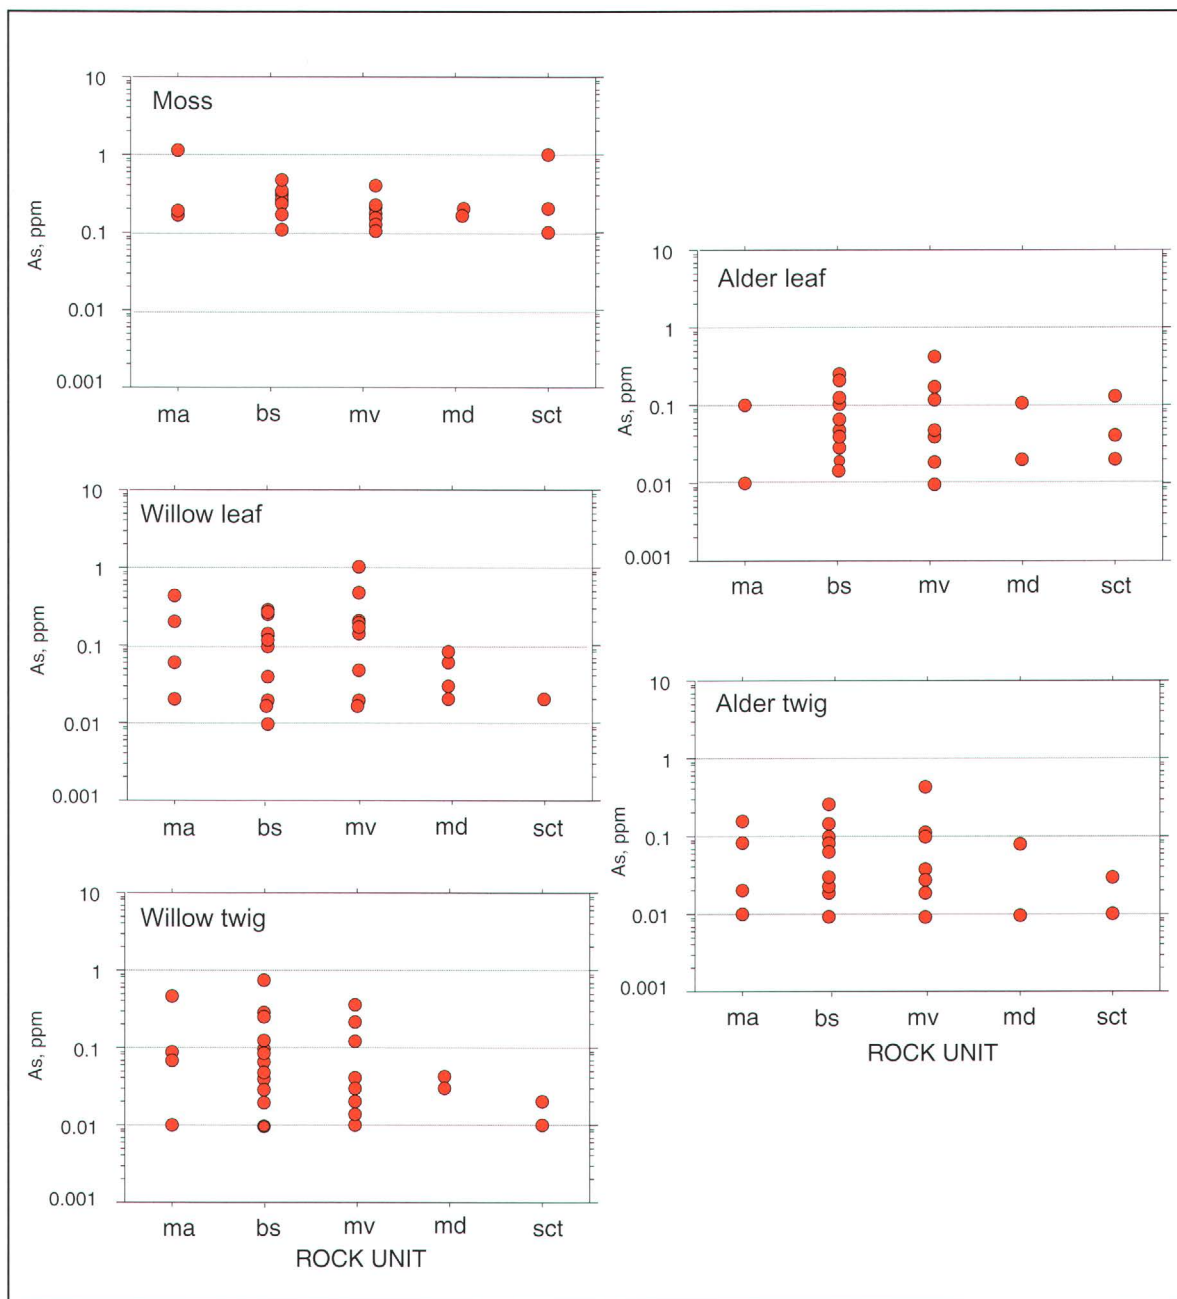 Moss
10
1
0.1
0.01
0.001
As, ppm
ma bs mv md sct
Willow leaf
10
1
0.1
0.01
0.001
As, ppm
ma bs mv md sct
Willow twig
10
1
0.1
0.01
0.001
As, ppm
ma bs mv md sct
ROCK UNIT
Alder leaf
10
1
0.1
0.01
0.001
As, ppm
ma bs mv md sct
Alder twig
10
1
0.1
0.01
0.001
As, ppm
ma bs mv md sct
ROCK UNIT